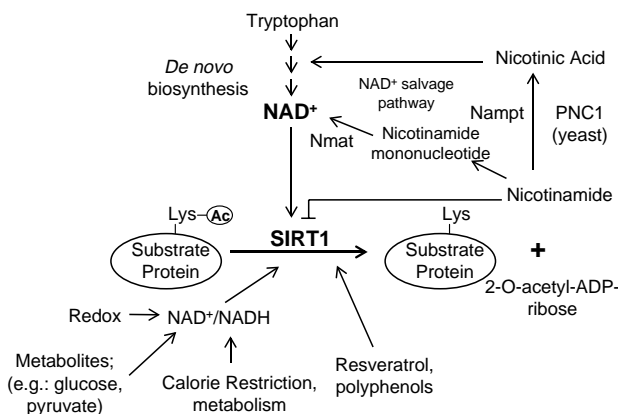 Tryptophan
De novo
biosynthesis
NAD⁺
Nicotinic Acid
NAD⁺ salvage
pathway
Nampt
PNC1
(yeast)
Nmat
Nicotinamide
mononucleotide
Nicotinamide
Lys
Ac
Substrate
Protein
SIRT1
Lys
Substrate
Protein
+
2-O-acetyl-ADP-
ribose
Redox
NAD⁺/NADH
Metabolites;
(e.g.: glucose,
pyruvate)
Calorie Restriction,
metabolism
Resveratrol,
polyphenols